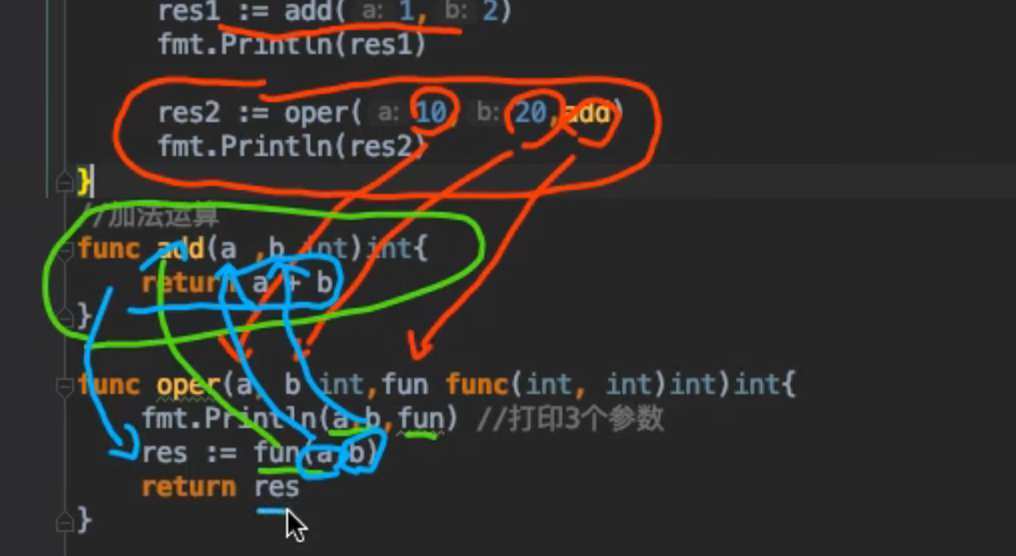 res1 := add( a: 1, b: 2)
fmt.Println(res1)
res2 := oper( a: 10, b: 20,add)
fmt.Println(res2)
}
//加法运算
func add(a ,b int)int{
return a + b
}
func oper(a, b int,fun func(int, int)int)int{
fmt.Println(a,b,fun) //打印3个参数
res := fun(a,b)
return res
}